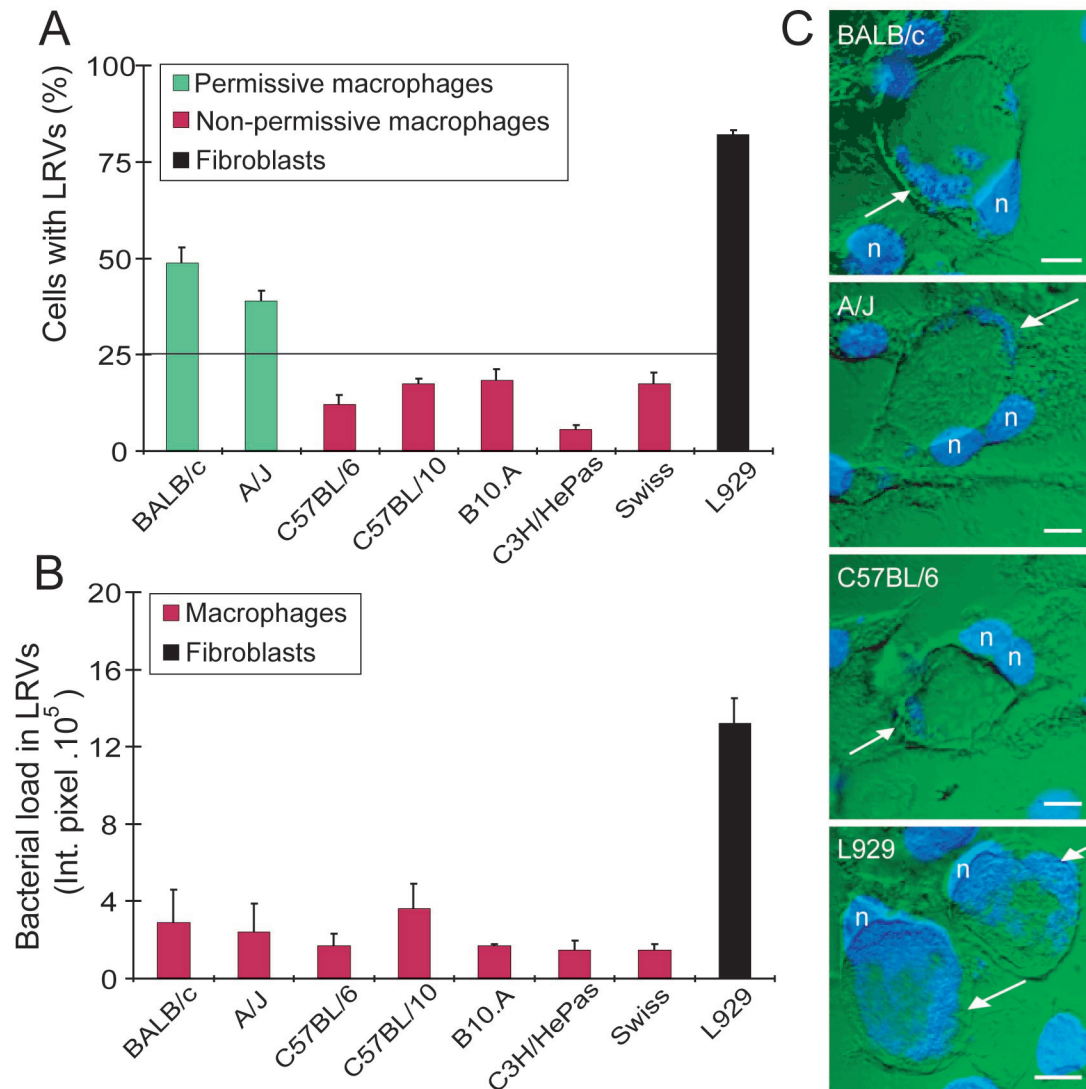 A
Cells with LRVs (%)
100
75
50
25
0
Permissive macrophages
Non-permissive macrophages
Fibroblasts
BALB/c
A/J
C57BL/6
C57BL/10
B10.A
C3H/HePas
Swiss
L929
B
Bacterial load in LRVs
(Int. pixel .10⁵)
20
16
12
8
4
0
Macrophages
Fibroblasts
BALB/c
A/J
C57BL/6
C57BL/10
B10.A
C3H/HePas
Swiss
L929
C
BALB/c
n
n
A/J
n
n
C57BL/6
n
n
L929
n
n